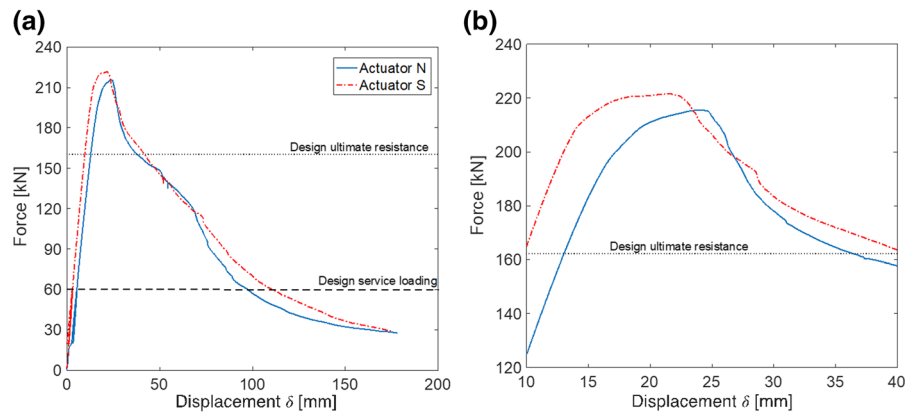 (a)
240
210
180
150
120
90
60
30
0
Force [kN]
Actuator N
Actuator S
Design ultimate resistance
Design service loading
0 50 100 150 200
Displacement δ [mm]
(b)
240
220
200
180
160
140
120
Force [kN]
Design ultimate resistance
10 15 20 25 30 35 40
Displacement δ [mm]